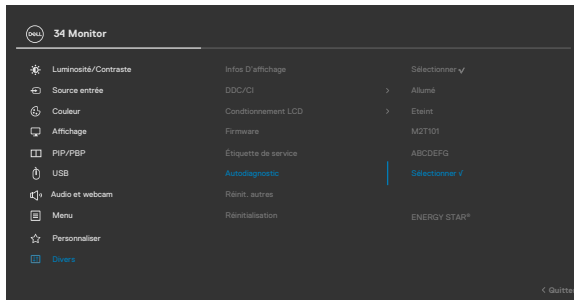 DELL 34 Monitor
Luminosité/Contraste Infos D'affichage Sélectionner √
Source entrée DDC/CI > Allumé
Couleur Condtionnement LCD > Eteint
Affichage Firmware M2T101
PIP/PBP Étiquette de service ABCDEFG
USB Autodiagnostic Sélectionner √
Audio et webcam Réinit. autres
Menu Réinitialisation ENERGY STAR®
Personnaliser
Divers
< Quitter